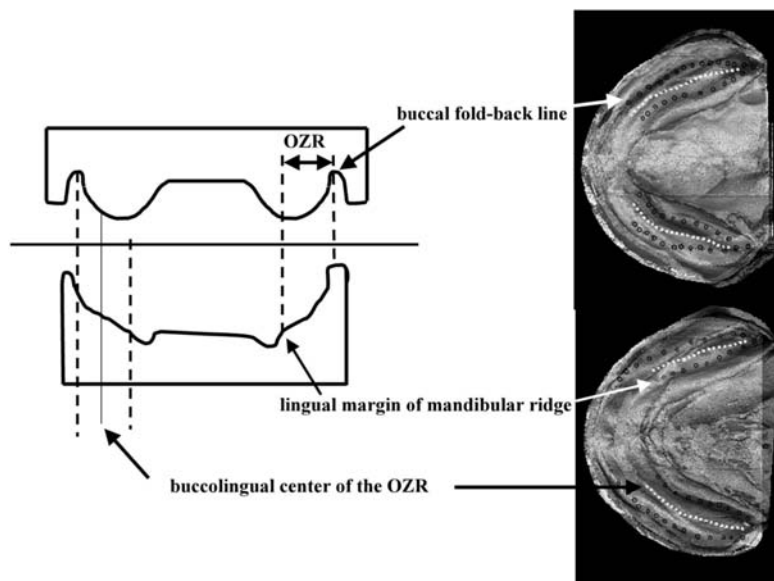 buccal fold-back line
OZR
lingual margin of mandibular ridge
buccolingual center of the OZR